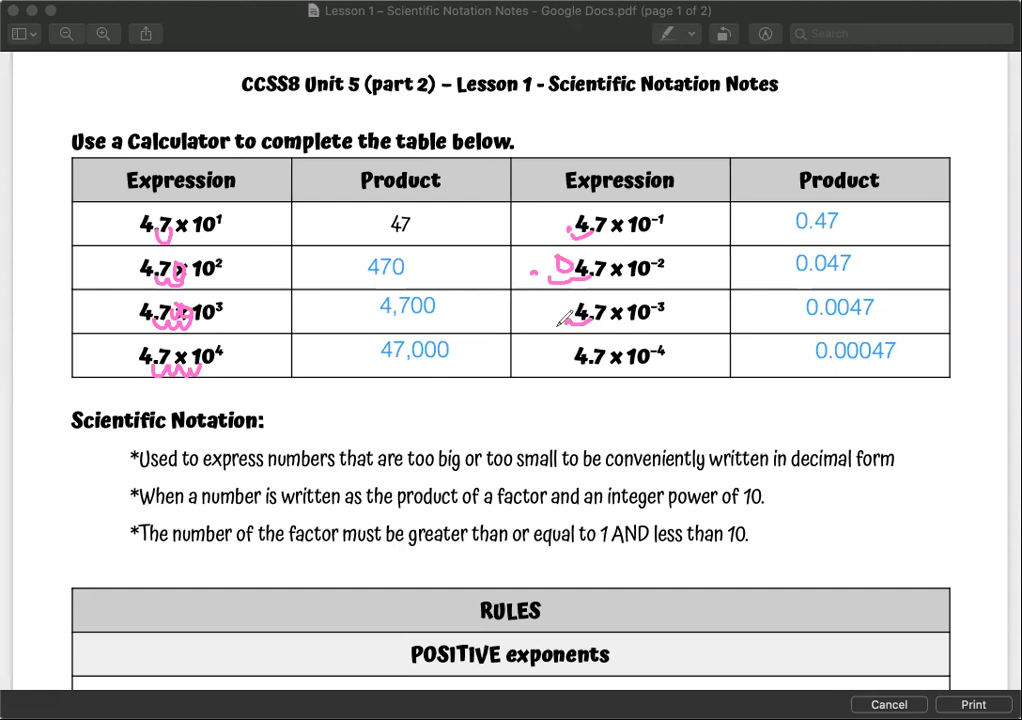 Lesson 1 – Scientific Notation Notes - Google Docs.pdf (page 1 of 2)
Search
CCSS8 Unit 5 (part 2) – Lesson 1 - Scientific Notation Notes
Use a Calculator to complete the table below.
Expression Product Expression Product
4.7 x 10¹ 47 4.7 x 10⁻¹ 0.47
4.7 x 10² 470 4.7 x 10⁻² 0.047
4.7 x 10³ 4,700 4.7 x 10⁻³ 0.0047
4.7 x 10⁴ 47,000 4.7 x 10⁻⁴ 0.00047
Scientific Notation:
*Used to express numbers that are too big or too small to be conveniently written in decimal form
*When a number is written as the product of a factor and an integer power of 10.
*The number of the factor must be greater than or equal to 1 AND less than 10.
RULES
POSITIVE exponents
Cancel Print